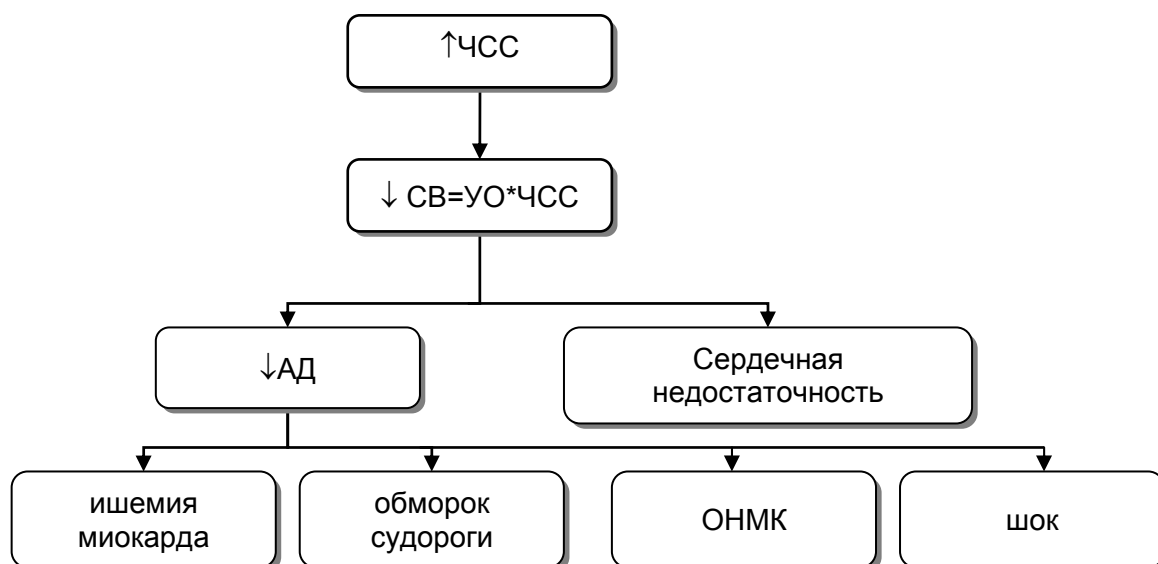 ↑ЧСС
↓ СВ=УО*ЧСС
↓АД
Сердечная
недостаточность
ишемия
миокарда
обморок
судороги
ОНМК
шок